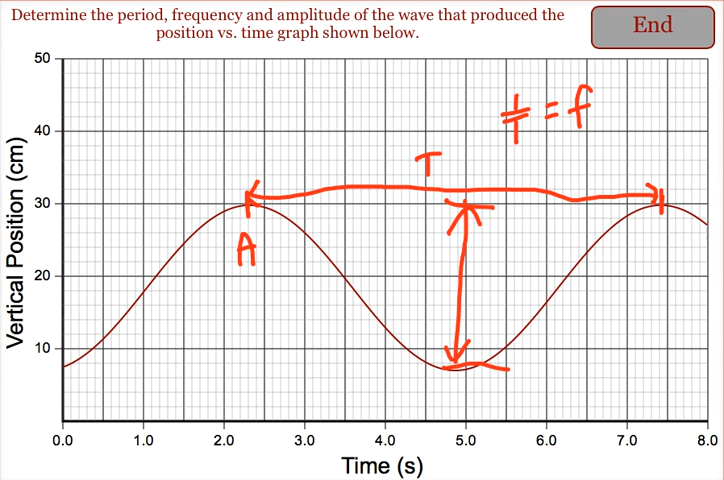 Determine the period, frequency and amplitude of the wave that produced the
position vs. time graph shown below.
End
50
40
30
20
10
Vertical Position (cm)
T
1/T = f
A
0.0 1.0 2.0 3.0 4.0 5.0 6.0 7.0 8.0
Time (s)